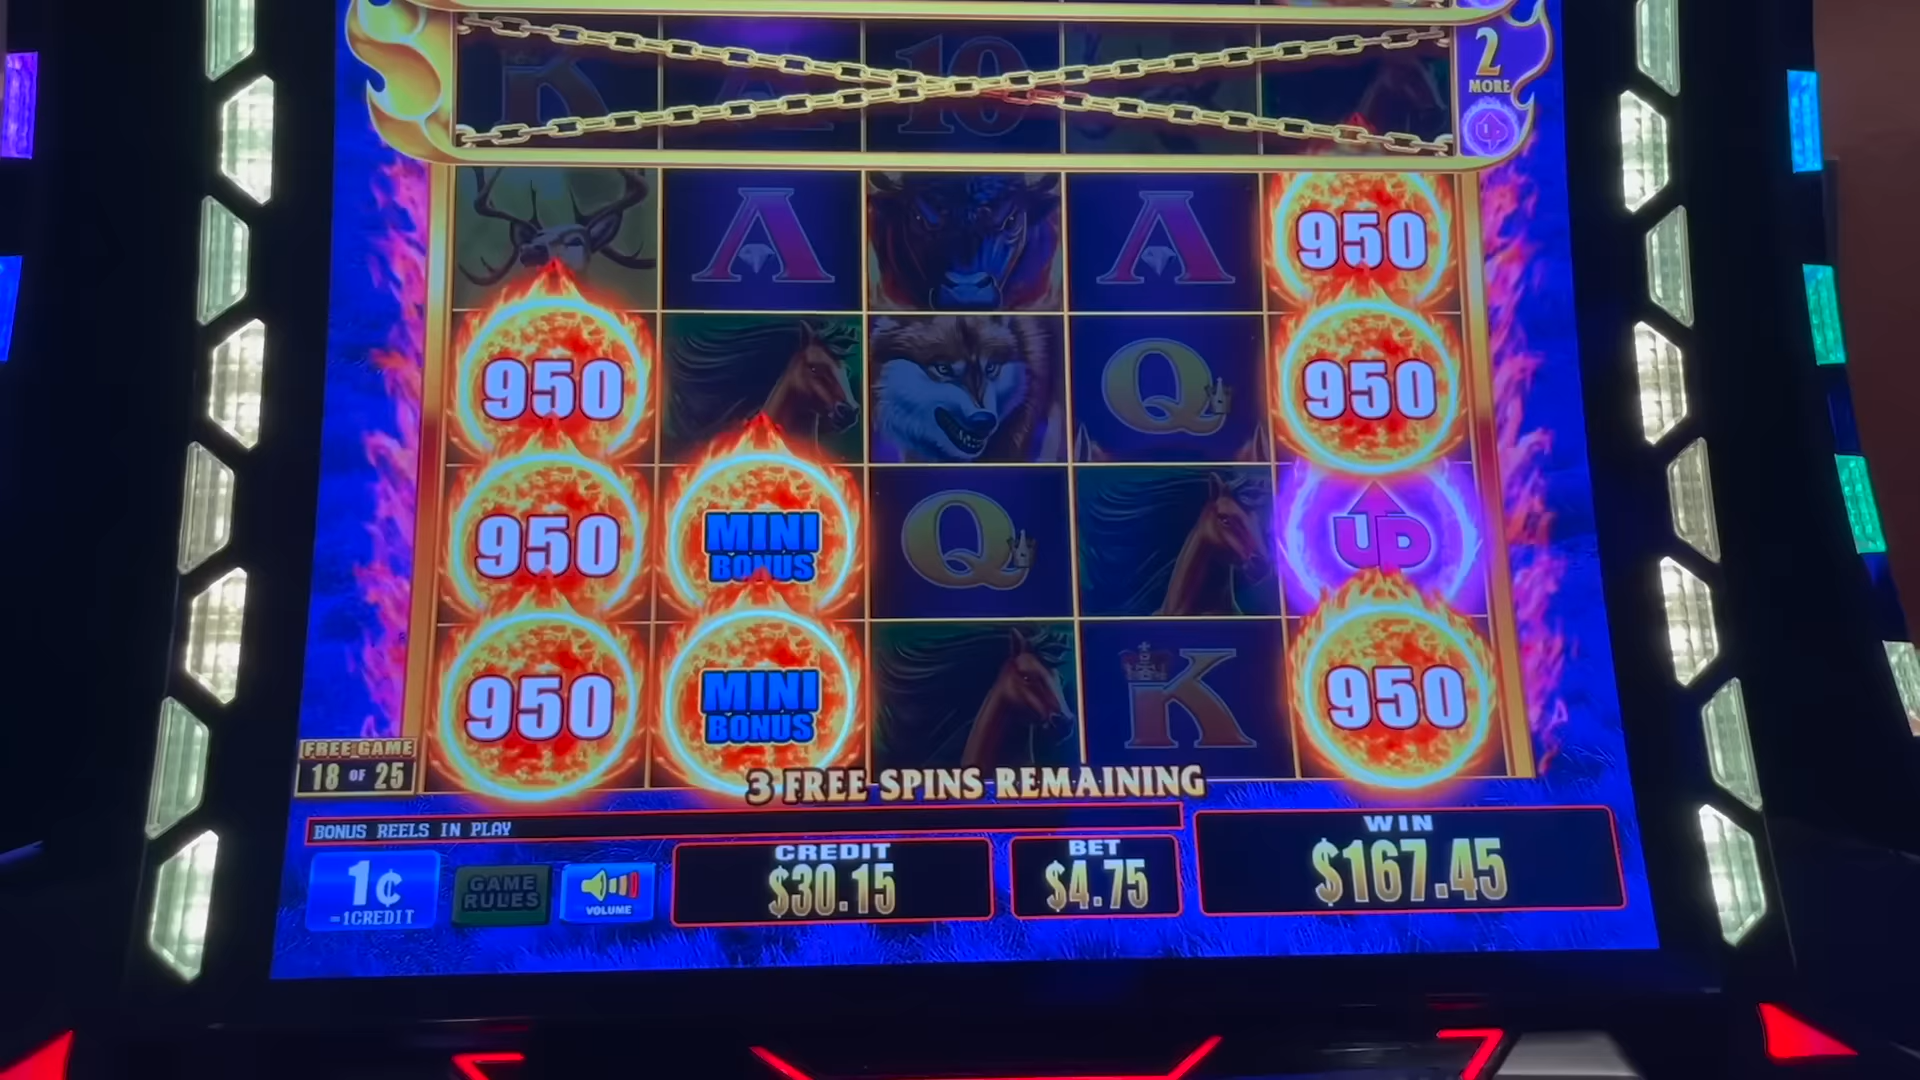 K 10
2
MORE
UP
A A 950
950 Q 950
950 MINI
BONUS Q UP
950 MINI
BONUS K 950
FREE GAME
18 OF 25
3 FREE SPINS REMAINING
BONUS REELS IN PLAY
1¢
=1CREDIT
GAME
RULES
VOLUME
CREDIT
$30.15
BET
$4.75
WIN
$167.45